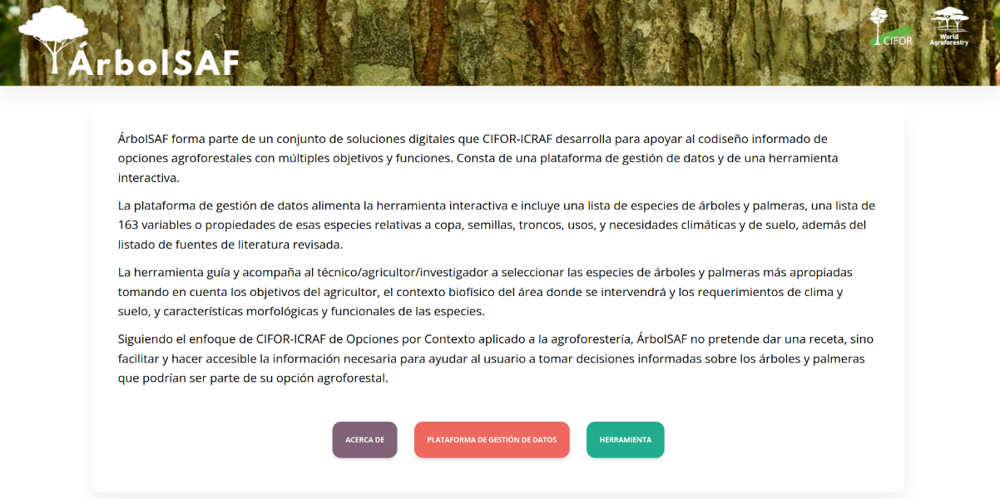 ÁrbolSAF
CIFOR
World
Agroforestry
ÁrbolSAF forma parte de un conjunto de soluciones digitales que CIFOR-ICRAF desarrolla para apoyar al codiseño informado de
opciones agroforestales con múltiples objetivos y funciones. Consta de una plataforma de gestión de datos y de una herramienta
interactiva.
La plataforma de gestión de datos alimenta la herramienta interactiva e incluye una lista de especies de árboles y palmeras, una lista de
163 variables o propiedades de esas especies relativas a copa, semillas, troncos, usos, y necesidades climáticas y de suelo, además del
listado de fuentes de literatura revisada.
La herramienta guía y acompaña al técnico/agricultor/investigador a seleccionar las especies de árboles y palmeras más apropiadas
tomando en cuenta los objetivos del agricultor, el contexto biofísico del área donde se intervendrá y los requerimientos de clima y
suelo, y características morfológicas y funcionales de las especies.
Siguiendo el enfoque de CIFOR-ICRAF de Opciones por Contexto aplicado a la agroforestería, ÁrbolSAF no pretende dar una receta, sino
facilitar y hacer accesible la información necesaria para ayudar al usuario a tomar decisiones informadas sobre los árboles y palmeras
que podrían ser parte de su opción agroforestal.
ACERCA DE
PLATAFORMA DE GESTIÓN DE DATOS
HERRAMIENTA